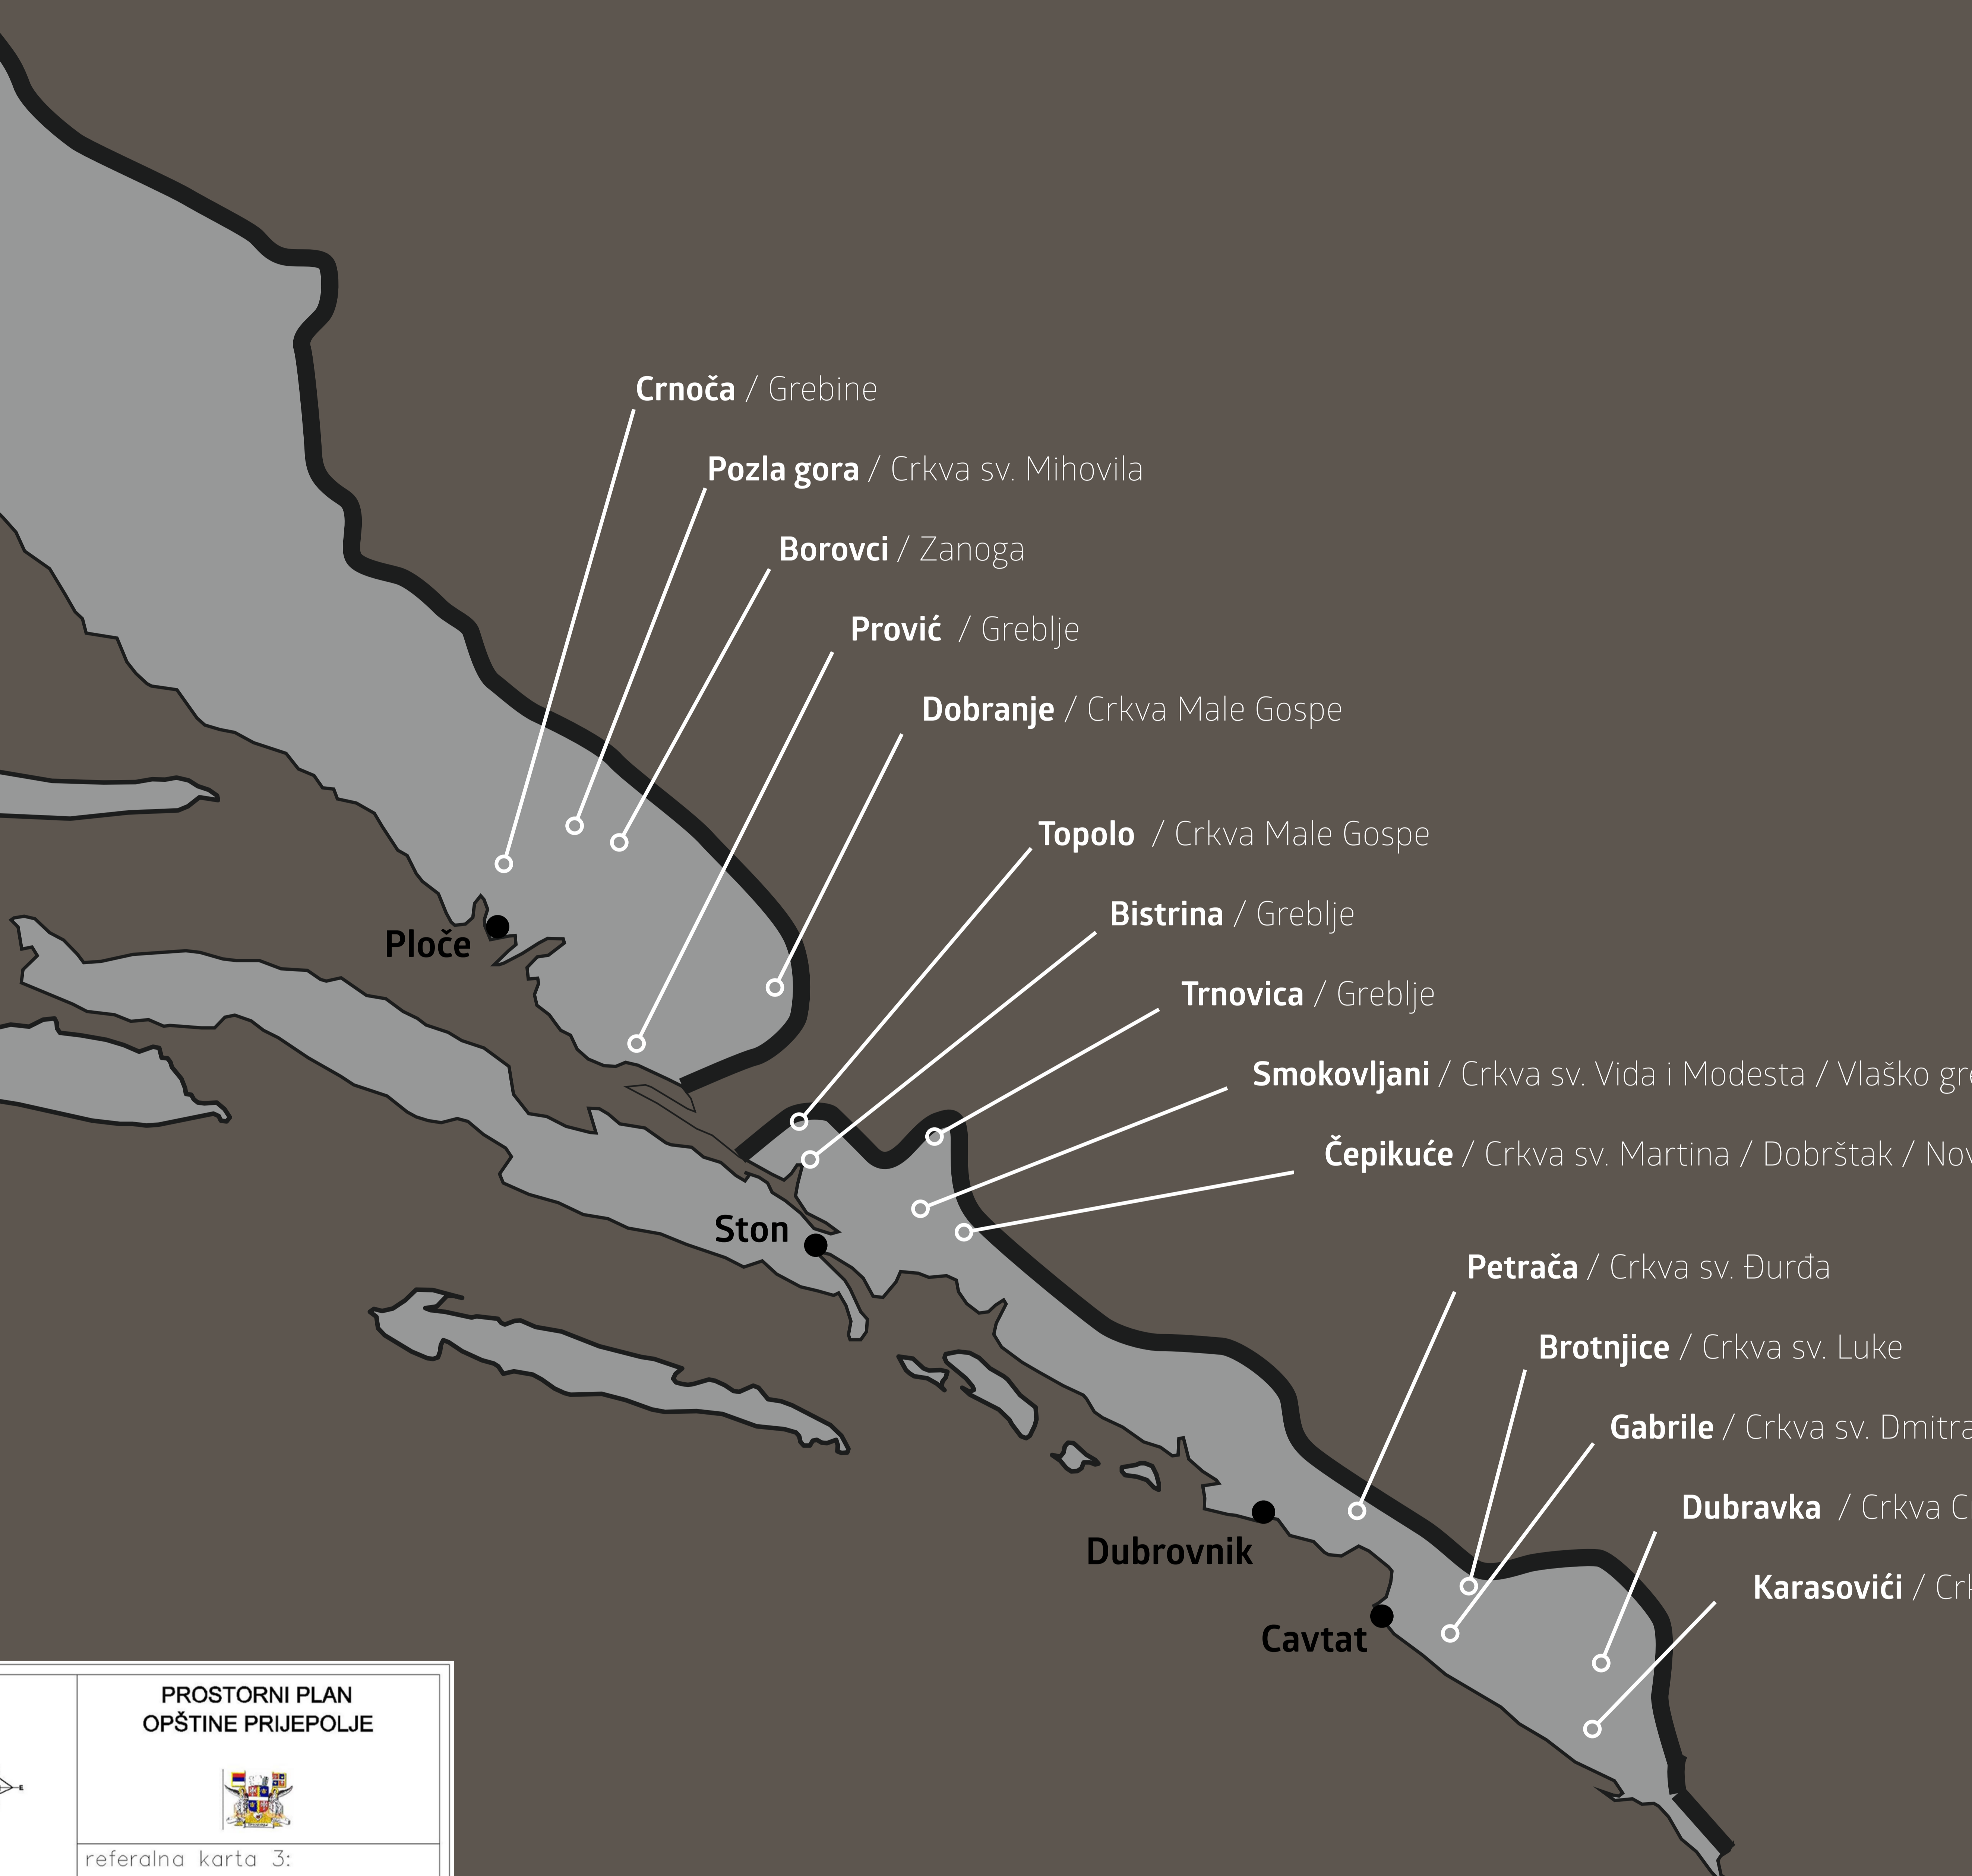 Crnoča / Grebine
Pozla gora / Crkva sv. Mihovila
Borovci / Zanoga
Prović / Greblje
Dobranje / Crkva Male Gospe
Topolo / Crkva Male Gospe
Bistrina / Greblje
Ploče
Trnovica / Greblje
Smokovljani / Crkva sv. Vida i Modesta / Vlaško
Čepikuće / Crkva sv. Martina / Dobrštak /
Ston
Petrača / Crkva sv. Đurđa
Brotnjice / Crkva sv. Luke
Gabrile / Crkva sv. Dmitra
Dubravka / Crkva
Dubrovnik
Karasovići /
Cavtat
PROSTORNI PLAN
OPŠTINE PRIJEPOLJE
E
referalna karta 3: